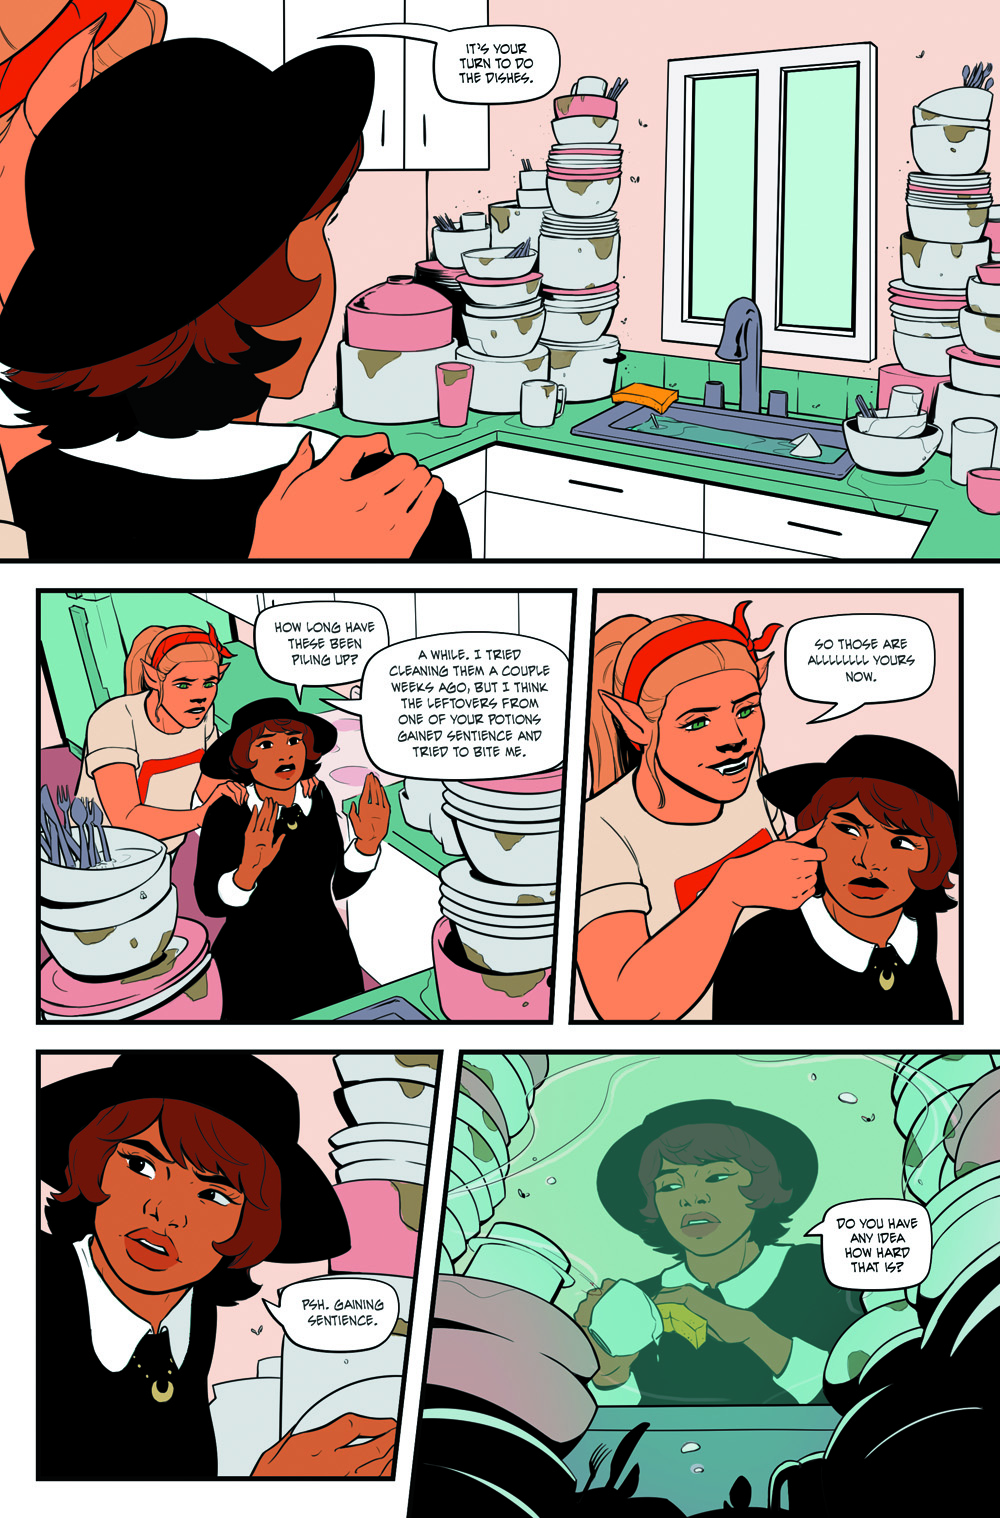 IT'S YOUR
TURN TO DO
THE DISHES.
HOW LONG HAVE
THESE BEEN
PILING UP?
A WHILE. I TRIED
CLEANING THEM A COUPLE
WEEKS AGO, BUT I THINK
THE LEFTOVERS FROM
ONE OF YOUR POTIONS
GAINED SENTIENCE AND
TRIED TO BITE ME.
SO THOSE ARE
ALLLLLLLL YOURS
NOW.
PSH. GAINING
SENTIENCE.
DO YOU HAVE
ANY IDEA
HOW HARD
THAT IS?